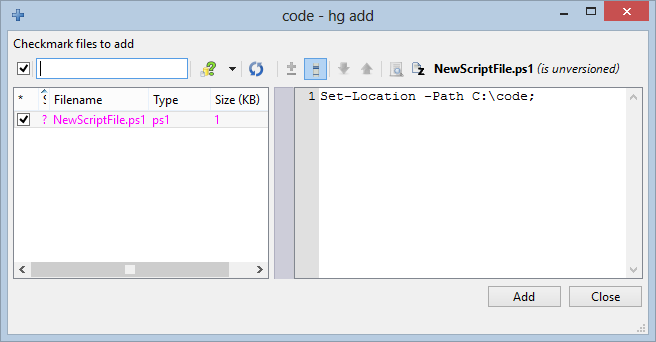 code - hg add
Checkmark files to add
NewScriptFile.ps1 (is unversioned)
* Filename Type Size (KB)
? NewScriptFile.ps1 ps1 1
1 Set-Location -Path C:\code;
Add Close